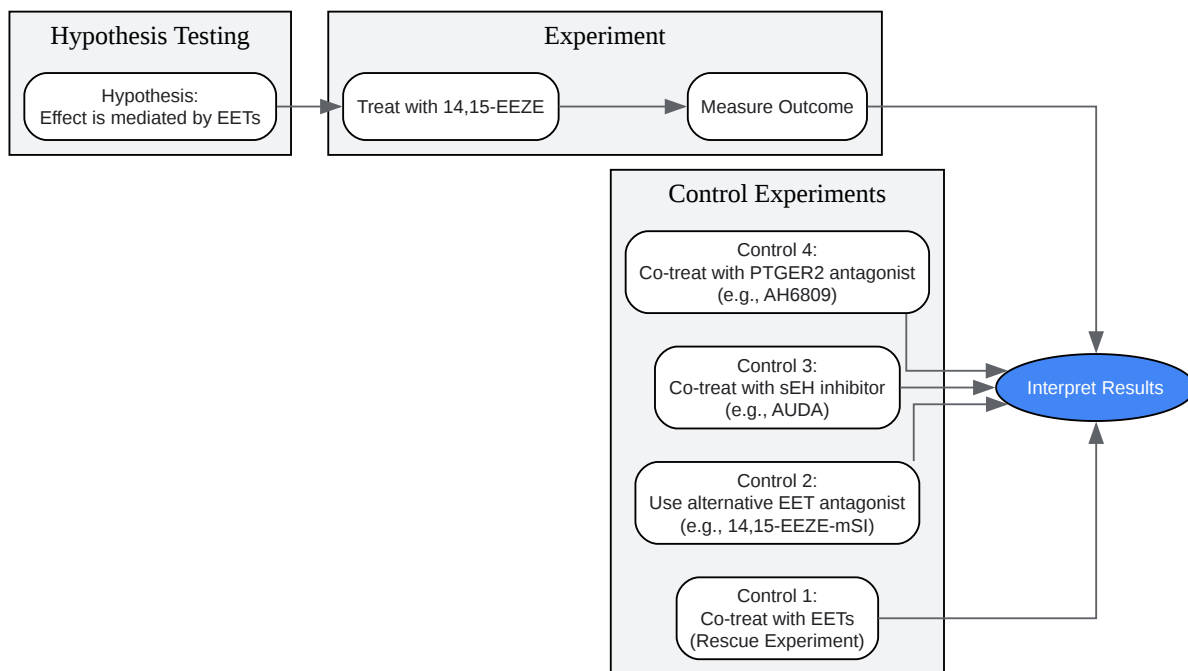 Hypothesis Testing
Hypothesis:
Effect is mediated by EETs
Experiment
Treat with 14,15-EEZE
Measure Outcome
Control Experiments
Control 4:
Co-treat with PTGER2 antagonist
(e.g., AH6809)
Control 3:
Co-treat with sEH inhibitor
(e.g., AUDA)
Control 2:
Use alternative EET antagonist
(e.g., 14,15-EEZE-mSI)
Control 1:
Co-treat with EETs
(Rescue Experiment)
Interpret Results